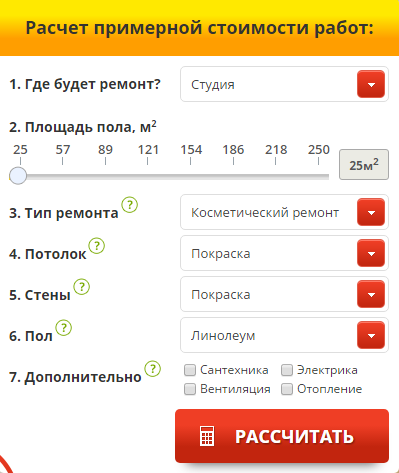 Расчет примерной стоимости работ:
1. Где будет ремонт? Студия
2. Площадь пола, м²
25 57 89 121 154 186 218 250
25м²
3. Тип ремонта ? Косметический ремонт
4. Потолок ? Покраска
5. Стены ? Покраска
6. Пол ? Линолеум
7. Дополнительно ? Сантехника Электрика
Вентиляция Отопление
РАССЧИТАТЬ